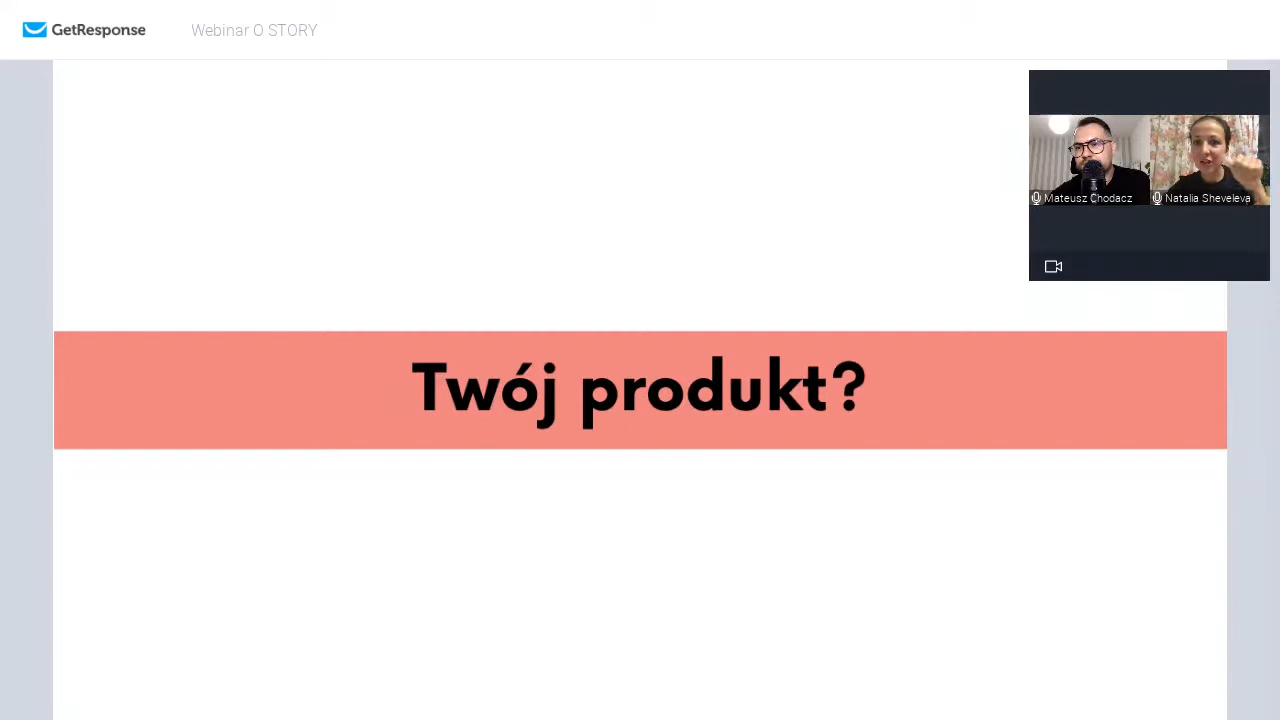 GetResponse
Webinar O STORY
Mateusz Chodacz
Natalia Sheveleva
Twój produkt?